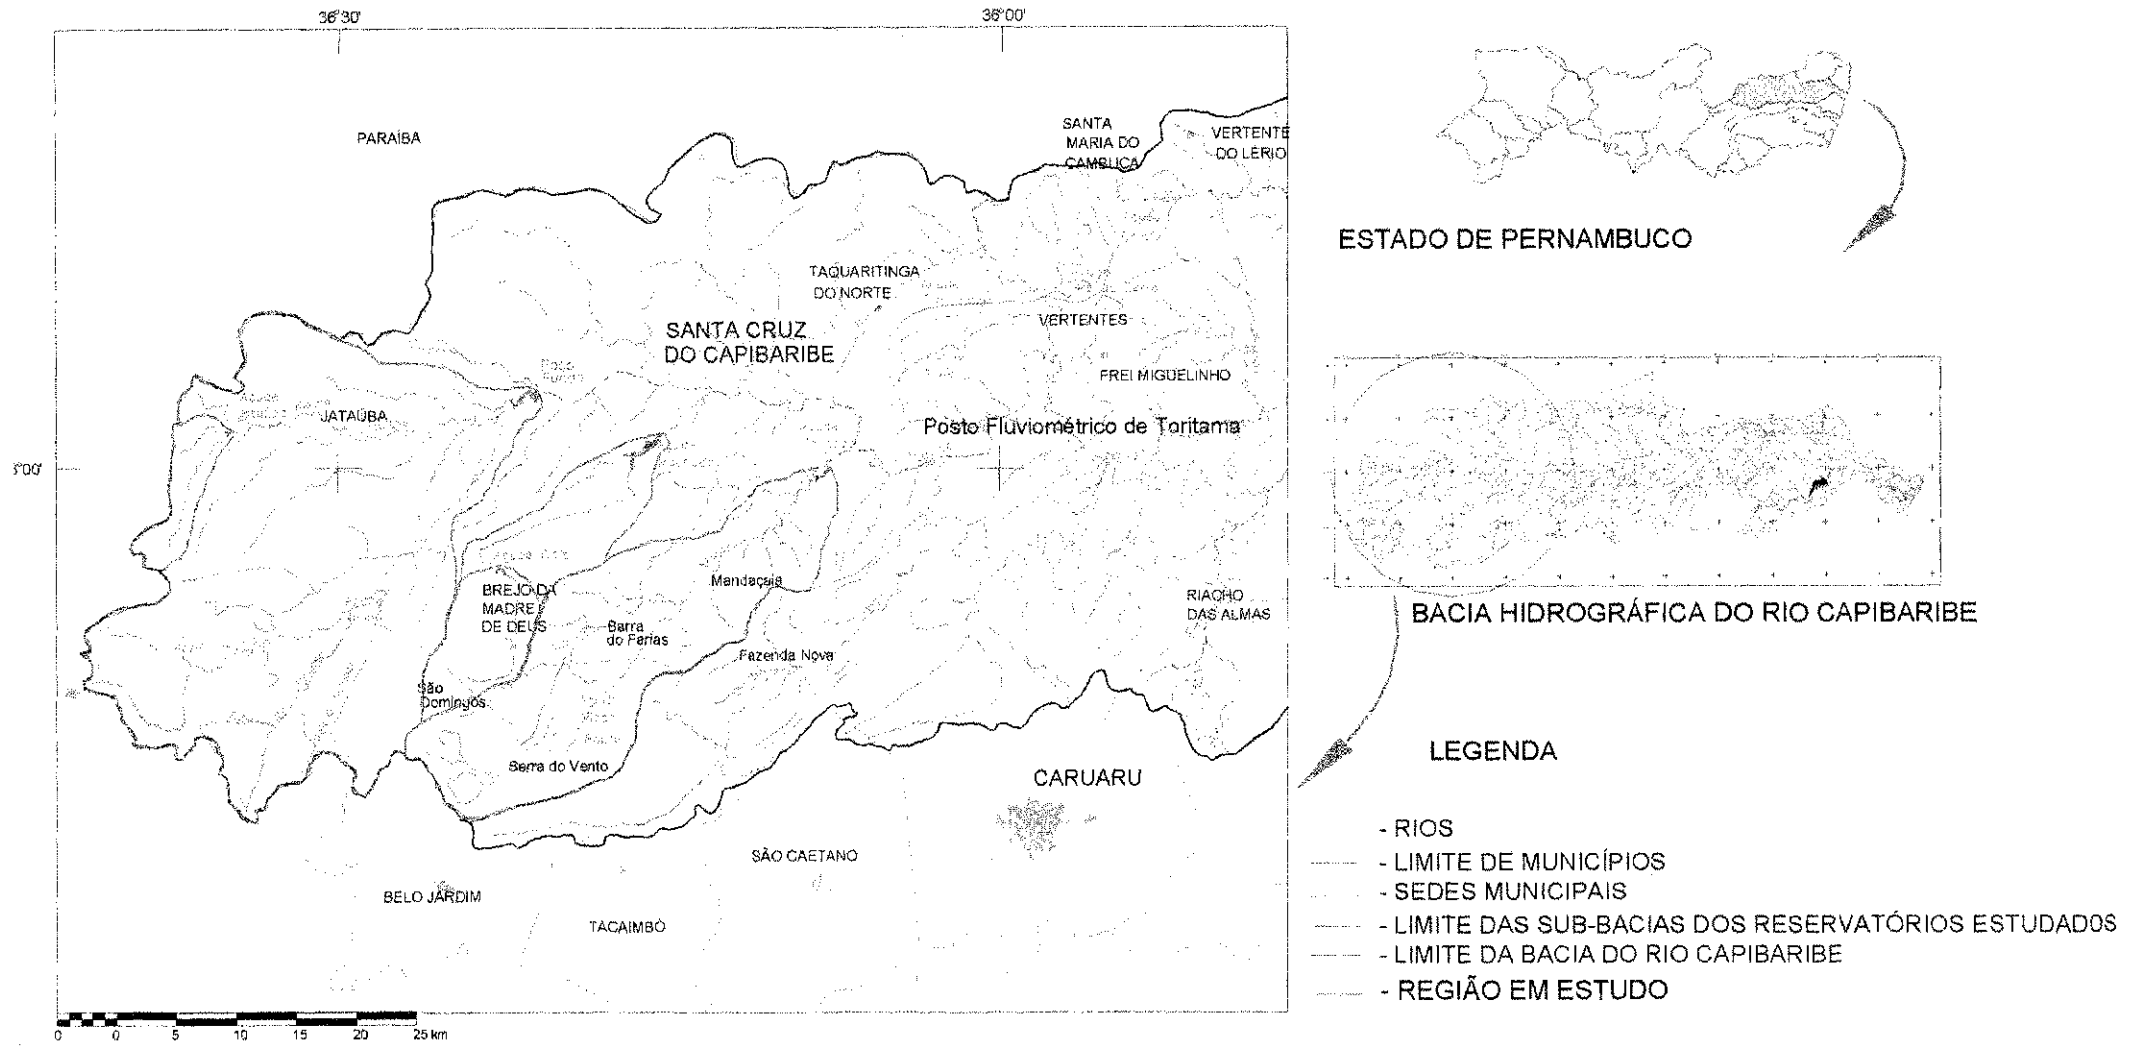 36°30'
36°00'
PARAÍBA
SANTA
MARIA DO
CAMBUCA
VERTENTE
DO LÉRIO
ESTADO DE PERNAMBUCO
TAQUARITINGA
DO NORTE
SANTA CRUZ
DO CAPIBARIBE
VERTENTES
FREI MIGUELINHO
JATAÚBA
Posto Fluviométrico de Toritama
7°00'
BREJO DA
MADRE
DE DEUS
Mandaçaia
Barra
do Farias
Fazenda Nova
RIACHO
DAS ALMAS
BACIA HIDROGRÁFICA DO RIO CAPIBARIBE
São
Domingos
Serra do Vento
CARUARU
SÃO CAETANO
BELO JARDIM
TACAIMBÓ
LEGENDA
- RIOS
- LIMITE DE MUNICÍPIOS
- SEDES MUNICIPAIS
- LIMITE DAS SUB-BACIAS DOS RESERVATÓRIOS ESTUDADOS
- LIMITE DA BACIA DO RIO CAPIBARIBE
- REGIÃO EM ESTUDO
0 0 5 10 15 20 25 km